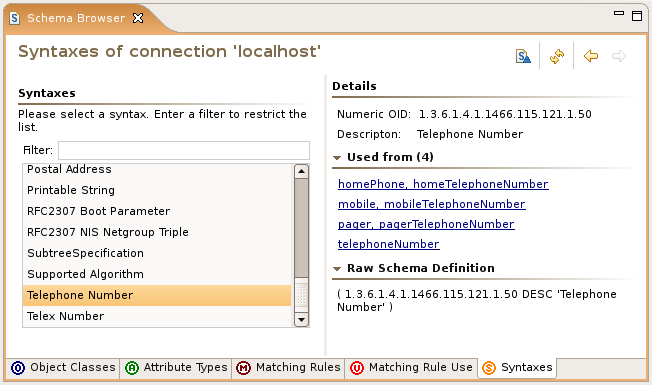 Schema Browser
Syntaxes of connection 'localhost'
Syntaxes
Please select a syntax. Enter a filter to restrict the
list.
Filter:
Postal Address
Printable String
RFC2307 Boot Parameter
RFC2307 NIS Netgroup Triple
SubtreeSpecification
Supported Algorithm
Telephone Number
Telex Number
Details
Numeric OID: 1.3.6.1.4.1.1466.115.121.1.50
Descripton: Telephone Number
Used from (4)
homePhone, homeTelephoneNumber
mobile, mobileTelephoneNumber
pager, pagerTelephoneNumber
telephoneNumber
Raw Schema Definition
( 1.3.6.1.4.1.1466.115.121.1.50 DESC 'Telephone
Number' )
O Object Classes A Attribute Types M Matching Rules U Matching Rule Use S Syntaxes